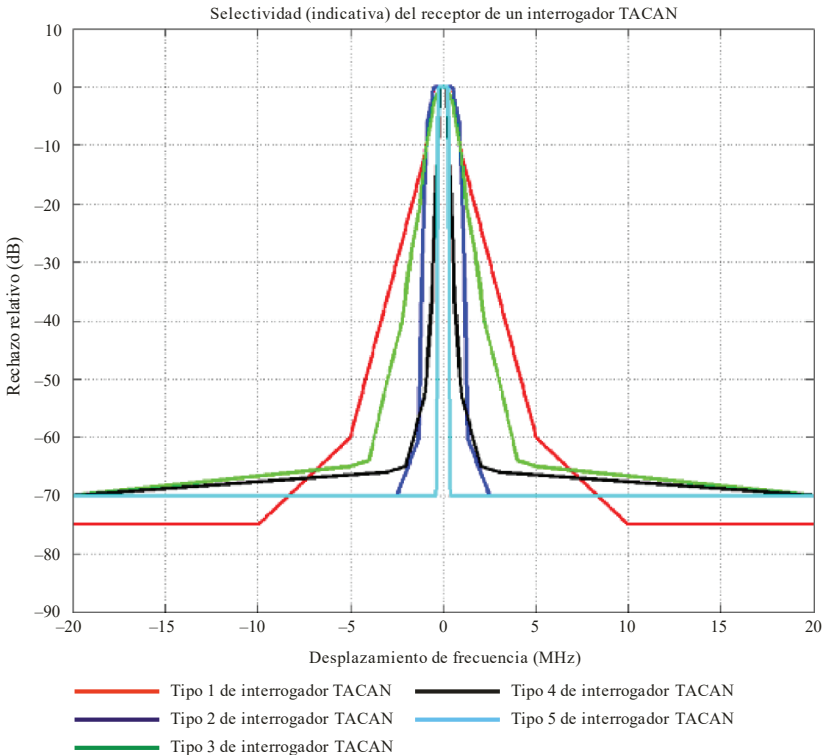 Selectividad (indicativa) del receptor de un interrogador TACAN
10
0
–10
–20
–30
–40
–50
–60
–70
–80
–90
Rechazo relativo (dB)
–20 –15 –10 –5 0 5 10 15 20
Desplazamiento de frecuencia (MHz)
Tipo 1 de interrogador TACAN Tipo 4 de interrogador TACAN
Tipo 2 de interrogador TACAN Tipo 5 de interrogador TACAN
Tipo 3 de interrogador TACAN